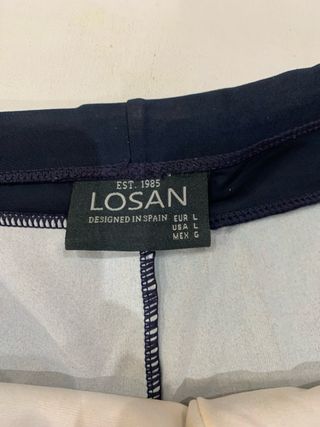 EST. 1985
LOSAN
DESIGNED IN SPAIN
EUR L
USA L
MEX G